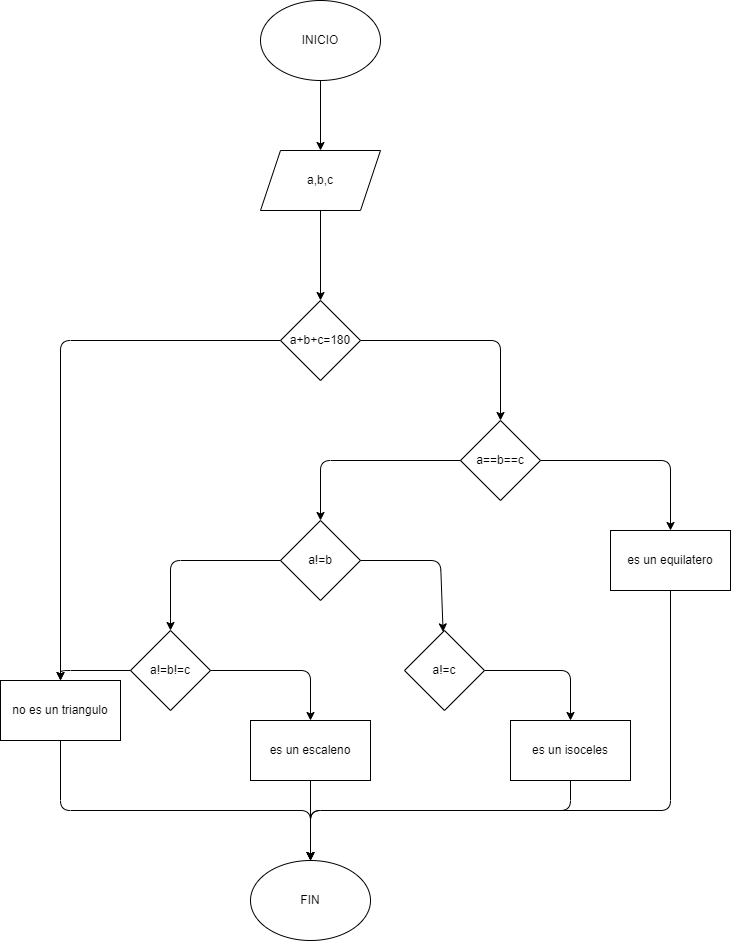 INICIO
a,b,c
a+b+c=180
a==b==c
a!=b
es un equilatero
a!=b!=c
a!=c
no es un triangulo
es un escaleno
es un isoceles
FIN